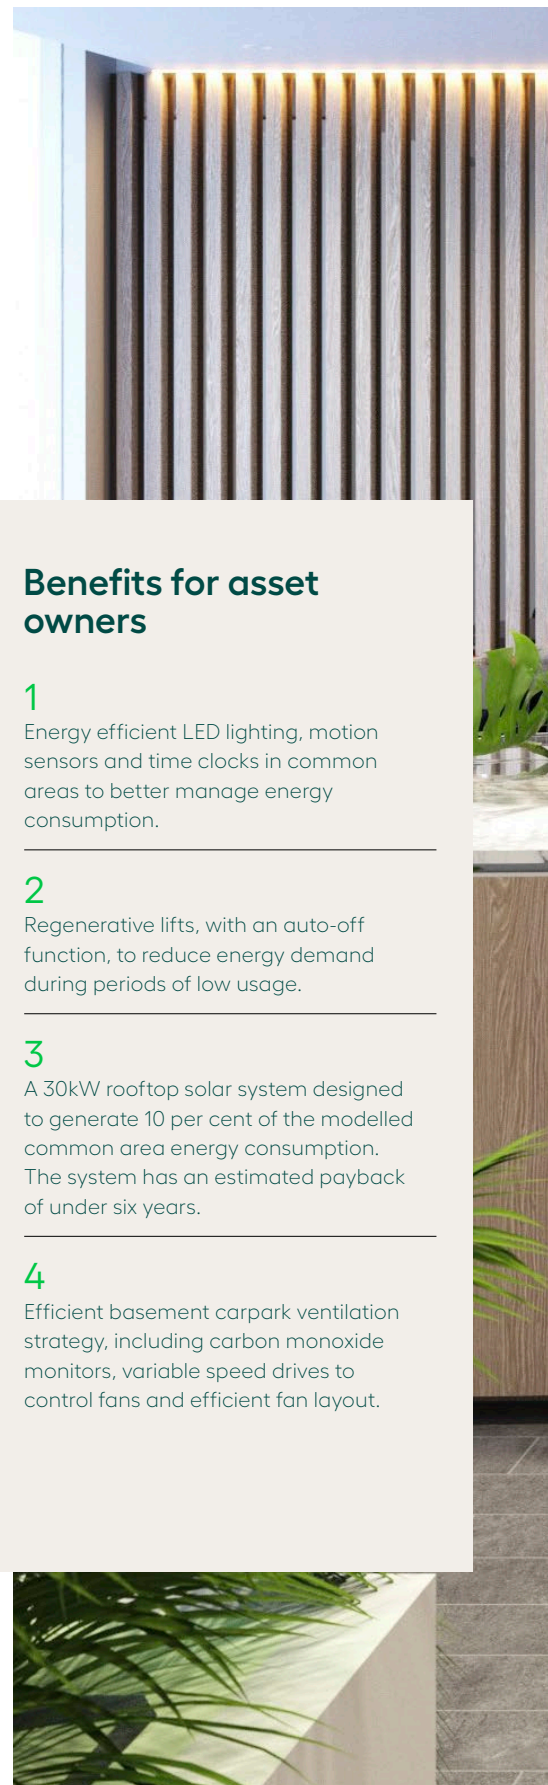 Benefits for asset
owners
1
Energy efficient LED lighting, motion
sensors and time clocks in common
areas to better manage energy
consumption.
2
Regenerative lifts, with an auto-off
function, to reduce energy demand
during periods of low usage.
3
A 30kW rooftop solar system designed
to generate 10 per cent of the modelled
common area energy consumption.
The system has an estimated payback
of under six years.
4
Efficient basement carpark ventilation
strategy, including carbon monoxide
monitors, variable speed drives to
control fans and efficient fan layout.